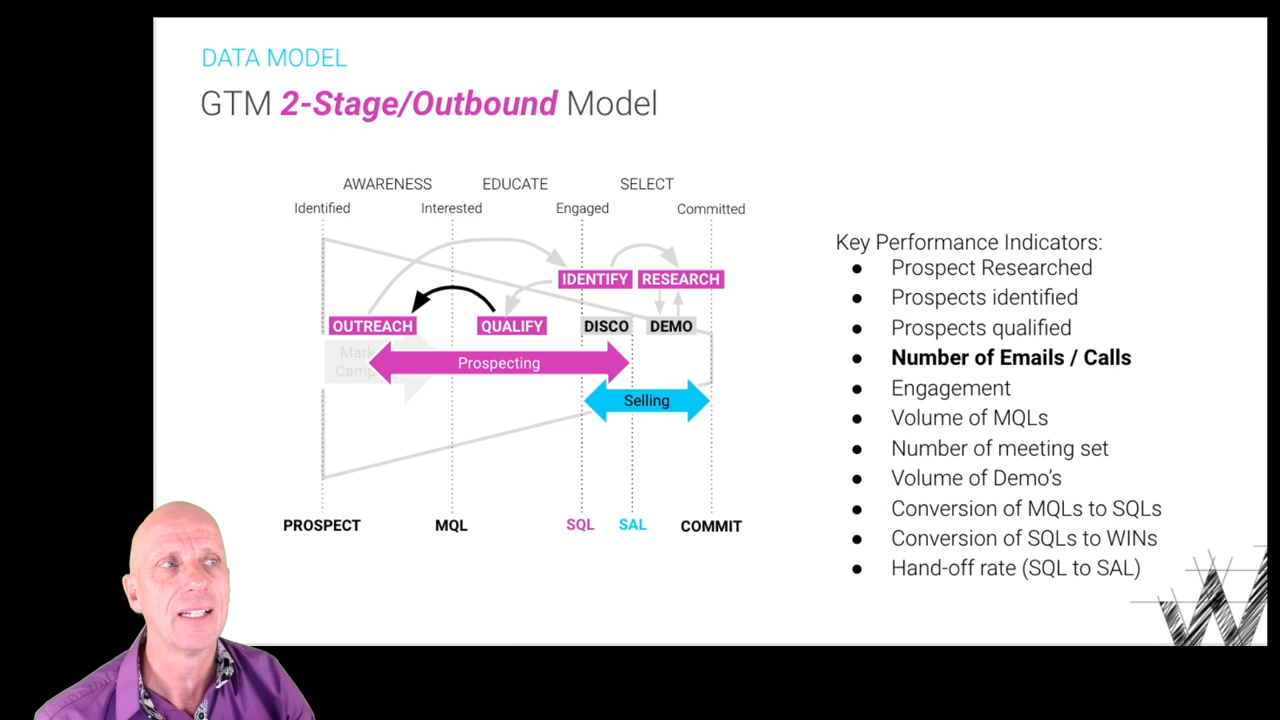 DATA MODEL
GTM 2-Stage/Outbound Model
AWARENESS EDUCATE SELECT
Identified Interested Engaged Committed
IDENTIFY RESEARCH
OUTREACH QUALIFY DISCO DEMO
Prospecting
Selling
PROSPECT MQL SQL SAL COMMIT
Key Performance Indicators:
● Prospect Researched
● Prospects identified
● Prospects qualified
● Number of Emails / Calls
● Engagement
● Volume of MQLs
● Number of meeting set
● Volume of Demo’s
● Conversion of MQLs to SQLs
● Conversion of SQLs to WINs
● Hand-off rate (SQL to SAL)